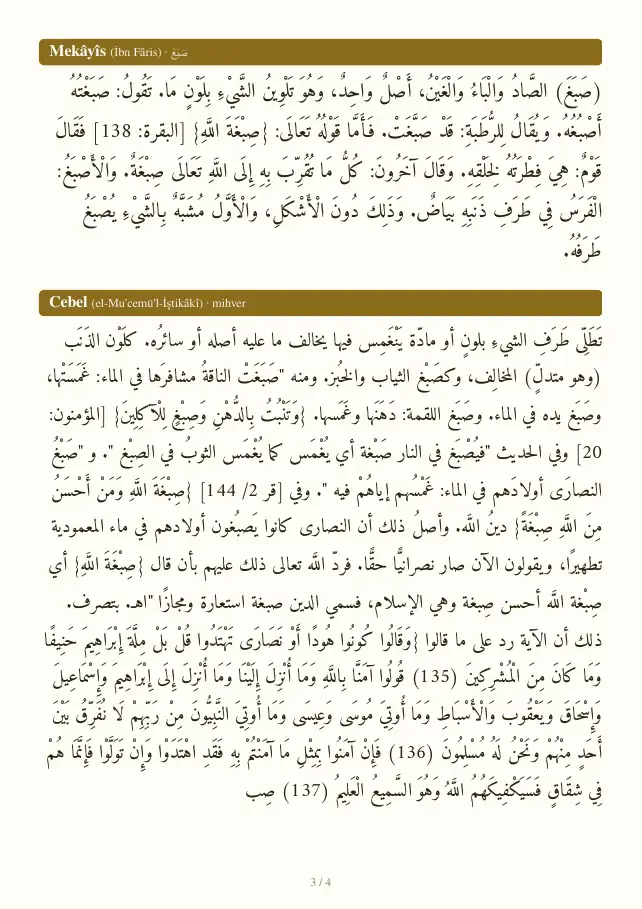 Mekâyîs (İbn Fâris) · صَبَغَ
(صَبَغَ) الصَّادُ وَالْبَاءُ وَالْغَيْنُ، أَصْلٌ وَاحِدٌ، وَهُوَ تَلْوِينُ الشَّيْءِ بِلَوْنٍ مَا. تَقُولُ: صَبَغْتُهُ
أَصْبُغُهُ. وَيُقَالُ لِلرُّطَبَةِ: قَدْ صَبَّغَتْ. فَأَمَّا قَوْلُهُ تَعَالَى: {صِبْغَةَ اللَّهِ} [البقرة: 138] فَقَالَ
قَوْمٌ: هِيَ فِطْرَتُهُ لِخَلْقِهِ. وَقَالَ آخَرُونَ: كُلُّ مَا تُقُرِّبَ بِهِ إِلَى اللَّهِ تَعَالَى صِبْغَةٌ. وَالْأَصْبَغُ:
الْفَرَسُ فِي طَرَفِ ذَنَبِهِ بَيَاضٌ. وَذَلِكَ دُونَ الْأَشْكَلِ، وَالْأَوَّلُ مُشَبَّهٌ بِالشَّيْءِ يُصْبَغُ
طَرَفُهُ.
Cebel (el-Mu'cemü'l-İştikâkî) · mihver
تَطَلِّى طَرَفِ الشيءِ بلونٍ أو مادّة يَنْغَمِس فيها يخالف ما عليه أصله أو سائرُه. كلَوْن الذَنَب
(وهو متدلٍّ) المخالِف، وكصَبْغ الثياب والخُبز. ومنه "صَبَغَتْ الناقةُ مشافرها في الماء: غَمَسَتْها،
وصَبَغ يده في الماء. وصَبَغ اللقمة: دَهَنَها وغَمسها. {وَتَنْبُتُ بِالدُّهْنِ وَصِبْغٍ لِلْآكِلِينَ} [المؤمنون:
20] وفي الحديث "فيُصْبَغ في النار صَبْغة أي يُغْمَس كما يُغْمَس الثوبُ في الصِبْغ ". و "صَبْغُ
النصارَى أولادَهم في الماء: غَمْسُهم إياهُمْ فيه ". وفي [قر 2/ 144] {صِبْغَةَ اللَّهِ وَمَنْ أَحْسَنُ
مِنَ اللَّهِ صِبْغَةً} دينُ الله. وأصلُ ذلك أن النصارى كانوا يَصبُغون أولادهم في ماء المعمودية
تطهيرًا، ويقولون الآن صار نصرانيًّا حقًّا. فردّ الله تعالى ذلك عليهم بأن قال {صِبْغَةَ اللَّهِ} أي
صِبْغة الله أحسن صِبغة وهي الإسلام، فسمي الدين صبغة استعارة ومجازًا "اهـ. بتصرف.
ذلك أن الآية رد على ما قالوا {وَقَالُوا كُونُوا هُودًا أَوْ نَصَارَى تَهْتَدُوا قُلْ بَلْ مِلَّةَ إِبْرَاهِيمَ حَنِيفًا
وَمَا كَانَ مِنَ الْمُشْرِكِينَ (135) قُولُوا آمَنَّا بِاللَّهِ وَمَا أُنْزِلَ إِلَيْنَا وَمَا أُنْزِلَ إِلَى إِبْرَاهِيمَ وَإِسْمَاعِيلَ
وَإِسْحَاقَ وَيَعْقُوبَ وَالْأَسْبَاطِ وَمَا أُوتِيَ مُوسَى وَعِيسَى وَمَا أُوتِيَ النَّبِيُّونَ مِنْ رَبِّهِمْ لَا نُفَرِّقُ بَيْنَ
أَحَدٍ مِنْهُمْ وَنَحْنُ لَهُ مُسْلِمُونَ (136) فَإِنْ آمَنُوا بِمِثْلِ مَا آمَنْتُمْ بِهِ فَقَدِ اهْتَدَوْا وَإِنْ تَوَلَّوْا فَإِنَّمَا هُمْ
فِي شِقَاقٍ فَسَيَكْفِيكَهُمُ اللَّهُ وَهُوَ السَّمِيعُ الْعَلِيمُ (137) صِب
3 / 4